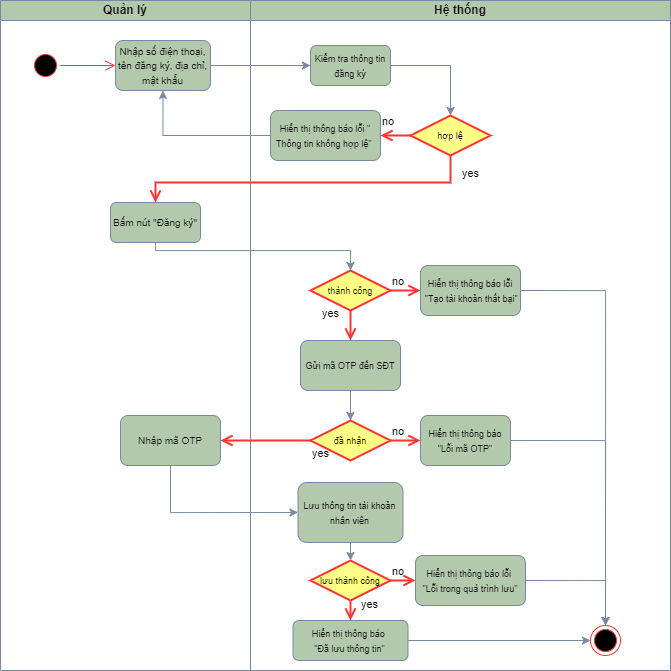 Quản lý
Hệ thống
Nhập số điện thoại,
tên đăng ký, địa chỉ,
mật khẩu
Kiểm tra thông tin
đăng ký
Hiển thị thông báo lỗi "
Thông tin không hợp lệ"
no
hợp lệ
yes
Bấm nút "Đăng ký"
thành công
no
Hiển thị thông báo lỗi
"Tạo tài khoản thất bại"
yes
Gửi mã OTP đến SĐT
Nhập mã OTP
yes
đã nhận
no
Hiển thị thông báo
"Lỗi mã OTP"
Lưu thông tin tài khoản
nhân viên
lưu thành công
no
Hiển thị thông báo lỗi
"Lỗi trong quá trình lưu"
yes
Hiển thị thông báo
"Đã lưu thông tin"